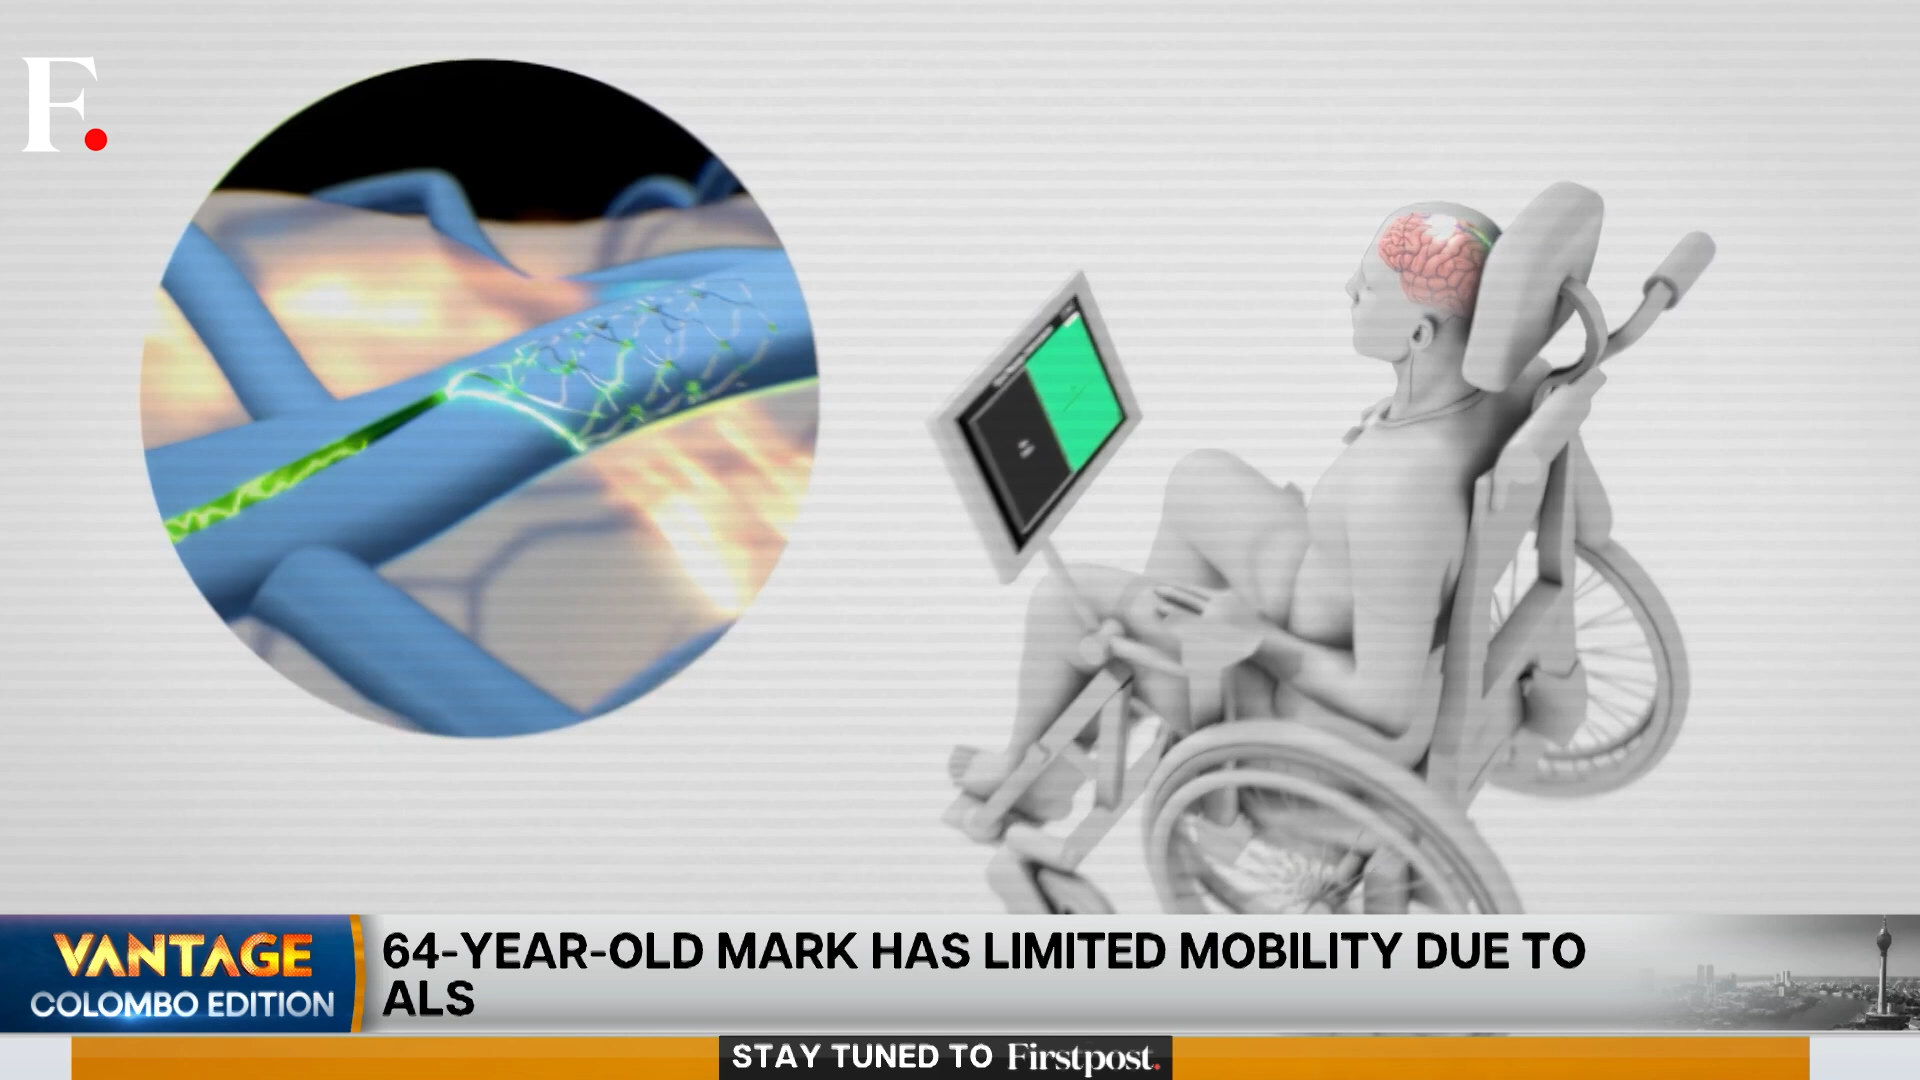 F.
VANTAGE
COLOMBO EDITION
64-YEAR-OLD MARK HAS LIMITED MOBILITY DUE TO
ALS
STAY TUNED TO Firstpost.